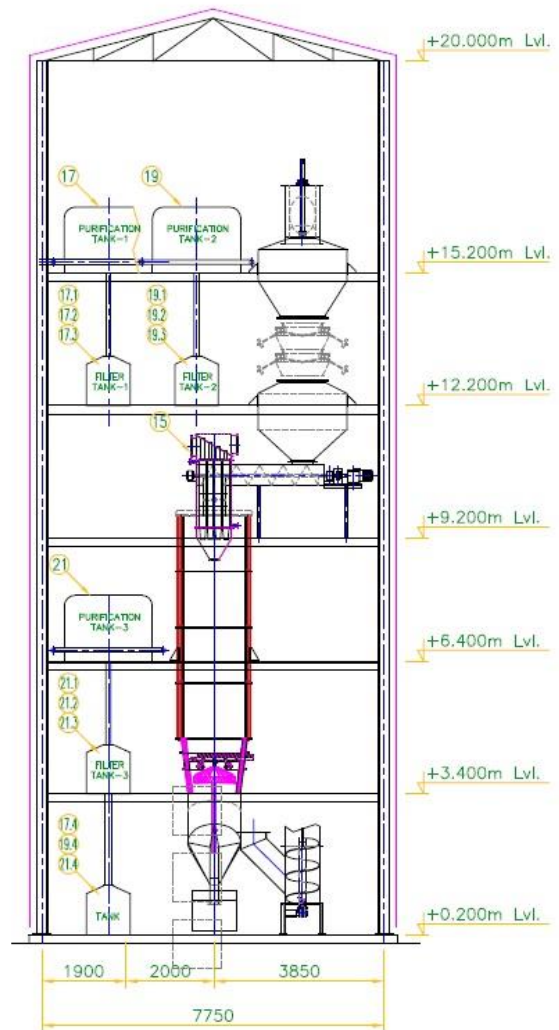 +20.000m Lvl.
17
19
PURIFICATION
TANK-1
PURIFICATION
TANK-2
+15.200m Lvl.
17.1
17.2
17.3
19.1
19.2
19.3
FILTER
TANK-1
FILTER
TANK-2
+12.200m Lvl.
15
+9.200m Lvl.
21
PURIFICATION
TANK-3
+6.400m Lvl.
21.1
21.2
21.3
FILTER
TANK-3
+3.400m Lvl.
17.4
19.4
21.4
TANK
+0.200m Lvl.
1900
2000
3850
7750